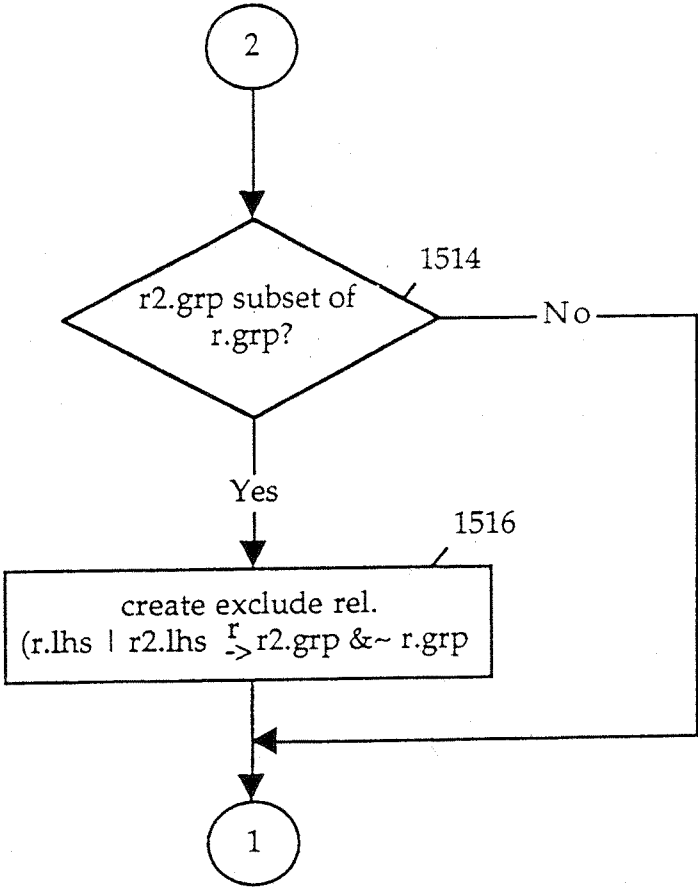 2
1514
r2.grp subset of
r.grp?
No
Yes
1516
create exclude rel.
(r.lhs | r2.lhs r -> r2.grp &~ r.grp
1